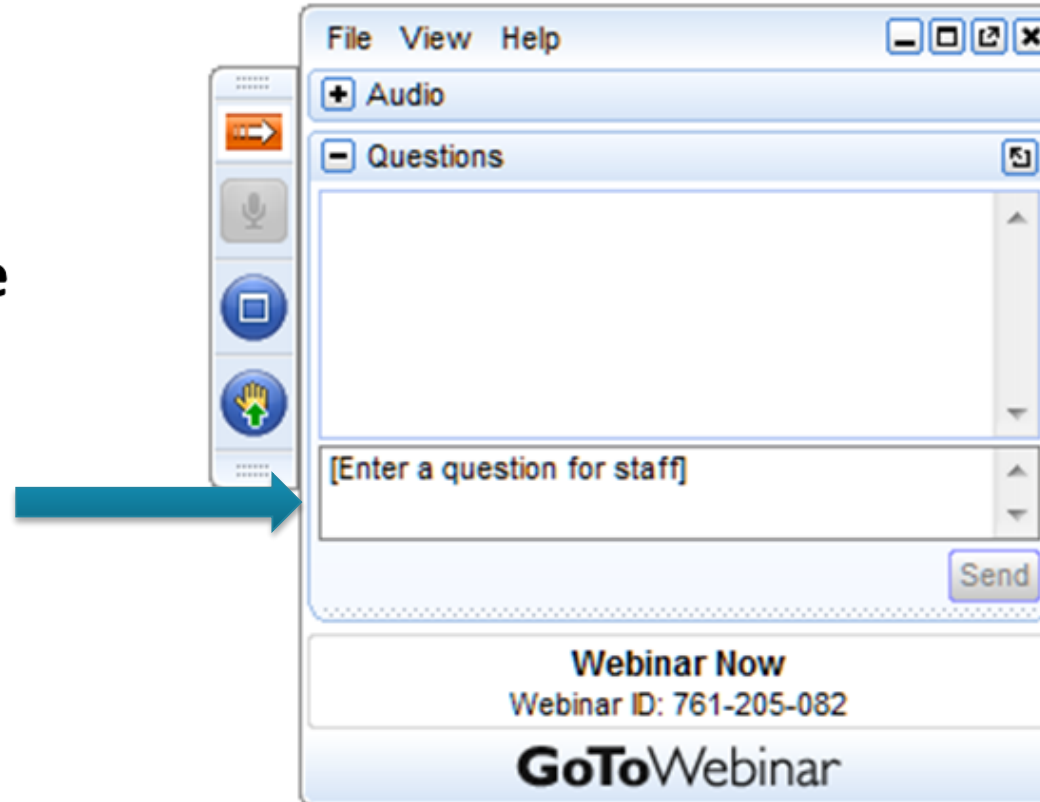 File View Help
Audio
Questions
e
[Enter a question for staff]
Send
Webinar Now
Webinar ID: 761-205-082
GoToWebinar